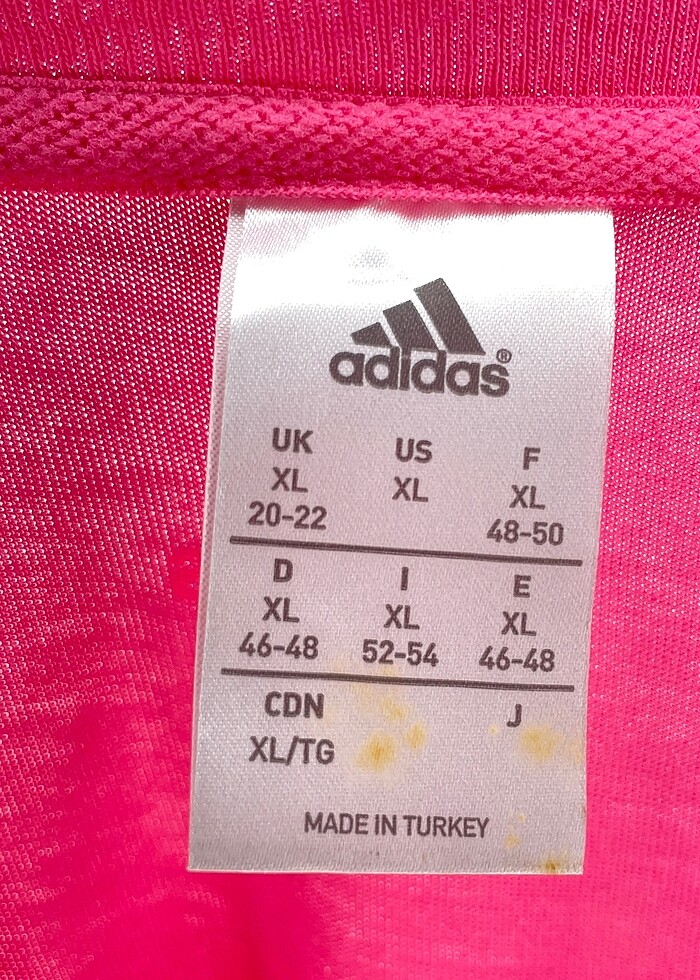 adidas®
UK US F
XL XL XL
20-22 48-50
D I E
XL XL XL
46-48 52-54 46-48
CDN J
XL/TG
MADE IN TURKEY